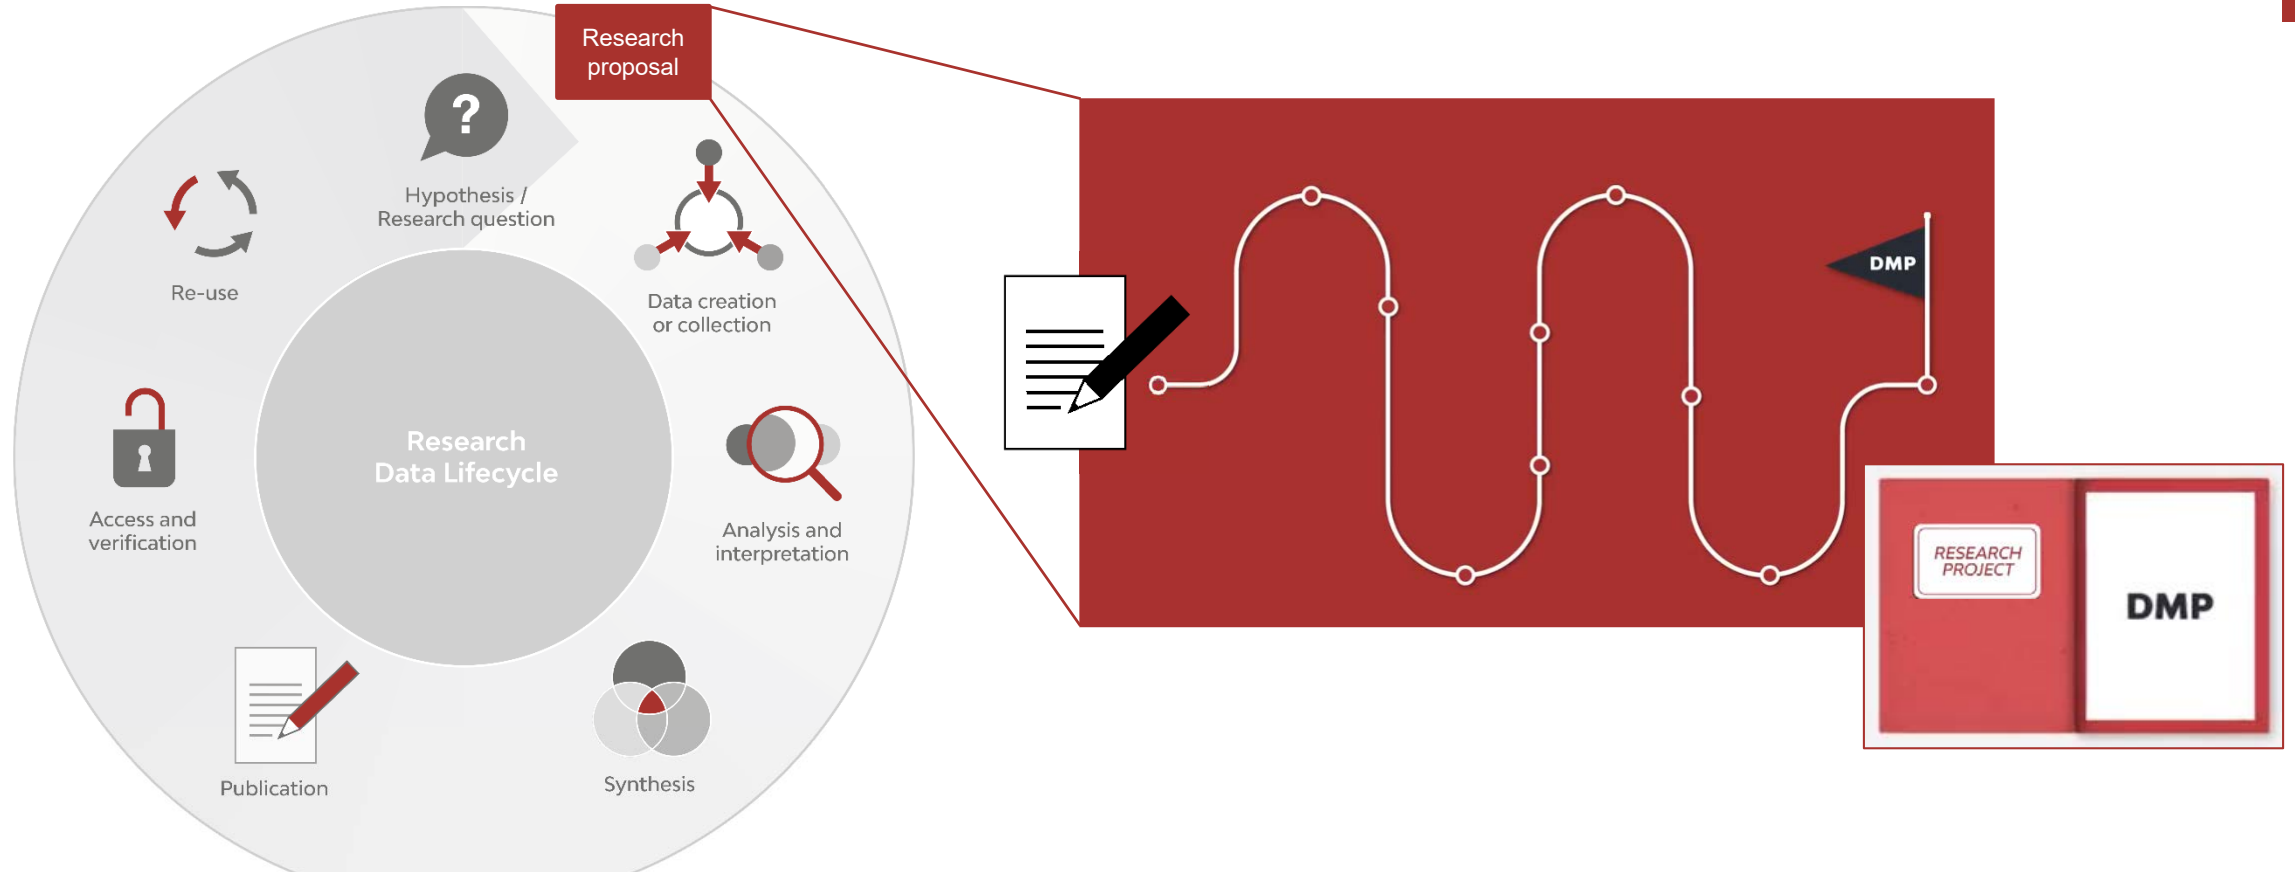 Research
proposal
?
Hypothesis /
Research question
Data creation
or collection
Analysis and
interpretation
Synthesis
Publication
Access and
verification
Re-use
Research
Data Lifecycle
DMP
RESEARCH
PROJECT
DMP